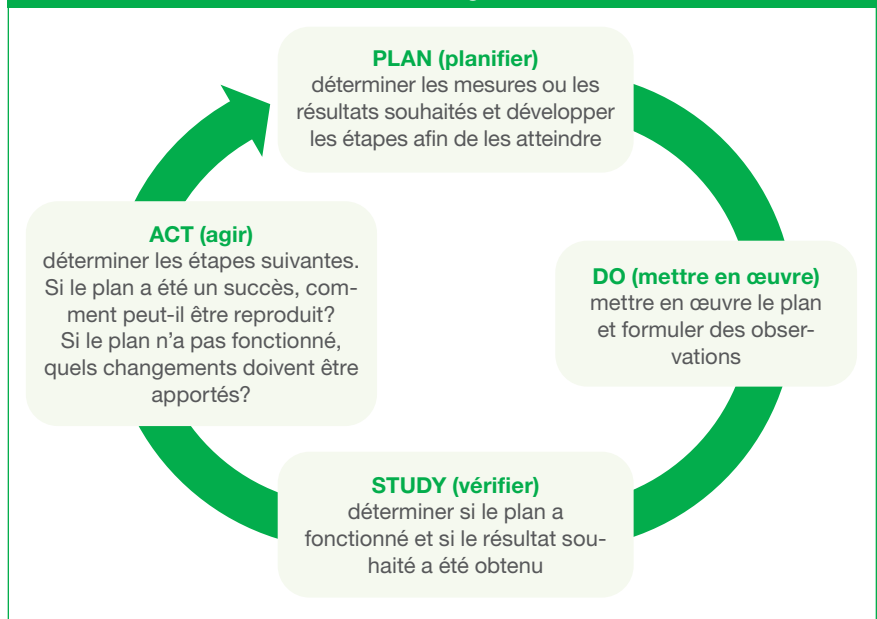 PLAN (planifier)
déterminer les mesures ou les
résultats souhaités et développer
les étapes afin de les atteindre
ACT (agir)
déterminer les étapes suivantes.
Si le plan a été un succès, com-
ment peut-il être reproduit?
Si le plan n'a pas fonctionné,
quels changements doivent être
apportés?
DO (mettre en œuvre)
mettre en œuvre le plan
et formuler des obser-
vations
STUDY (vérifier)
déterminer si le plan a
fonctionné et si le résultat sou-
haité a été obtenu